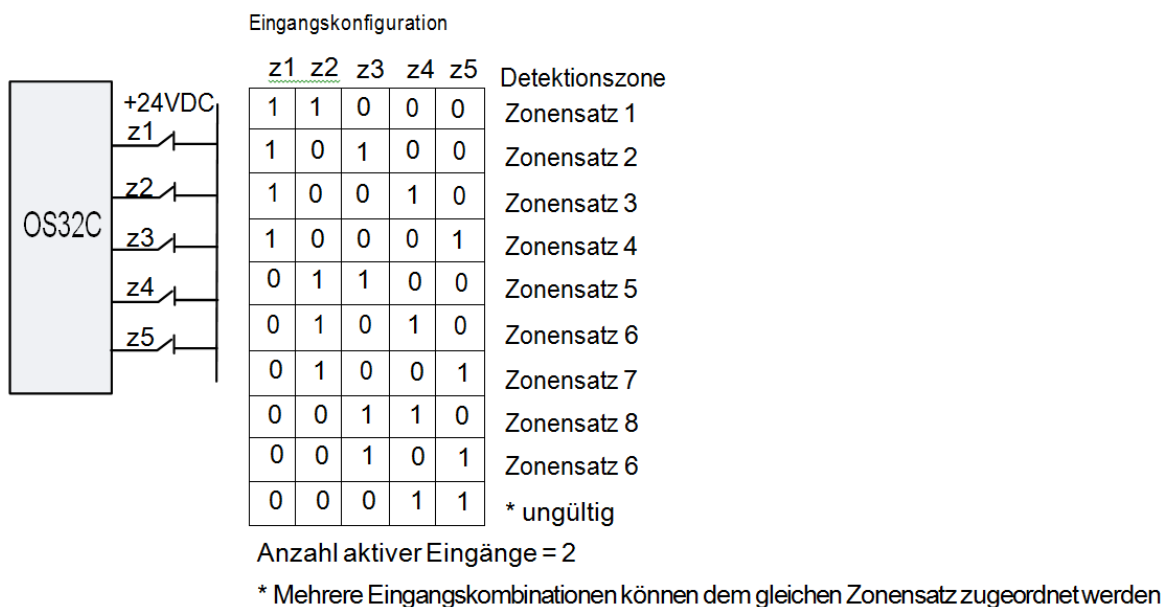 Eingangskonfiguration
z1 z2 z3 z4 z5 Detektionszone
+24VDC
z1
z2
z3
z4
z5
OS32C
1 1 0 0 0 Zonensatz 1
1 0 1 0 0 Zonensatz 2
1 0 0 1 0 Zonensatz 3
1 0 0 0 1 Zonensatz 4
0 1 1 0 0 Zonensatz 5
0 1 0 1 0 Zonensatz 6
0 1 0 0 1 Zonensatz 7
0 0 1 1 0 Zonensatz 8
0 0 1 0 1 Zonensatz 6
0 0 0 1 1 * ungültig
Anzahl aktiver Eingänge = 2
* Mehrere Eingangskombinationen können dem gleichen Zonensatz zugeordnet werden